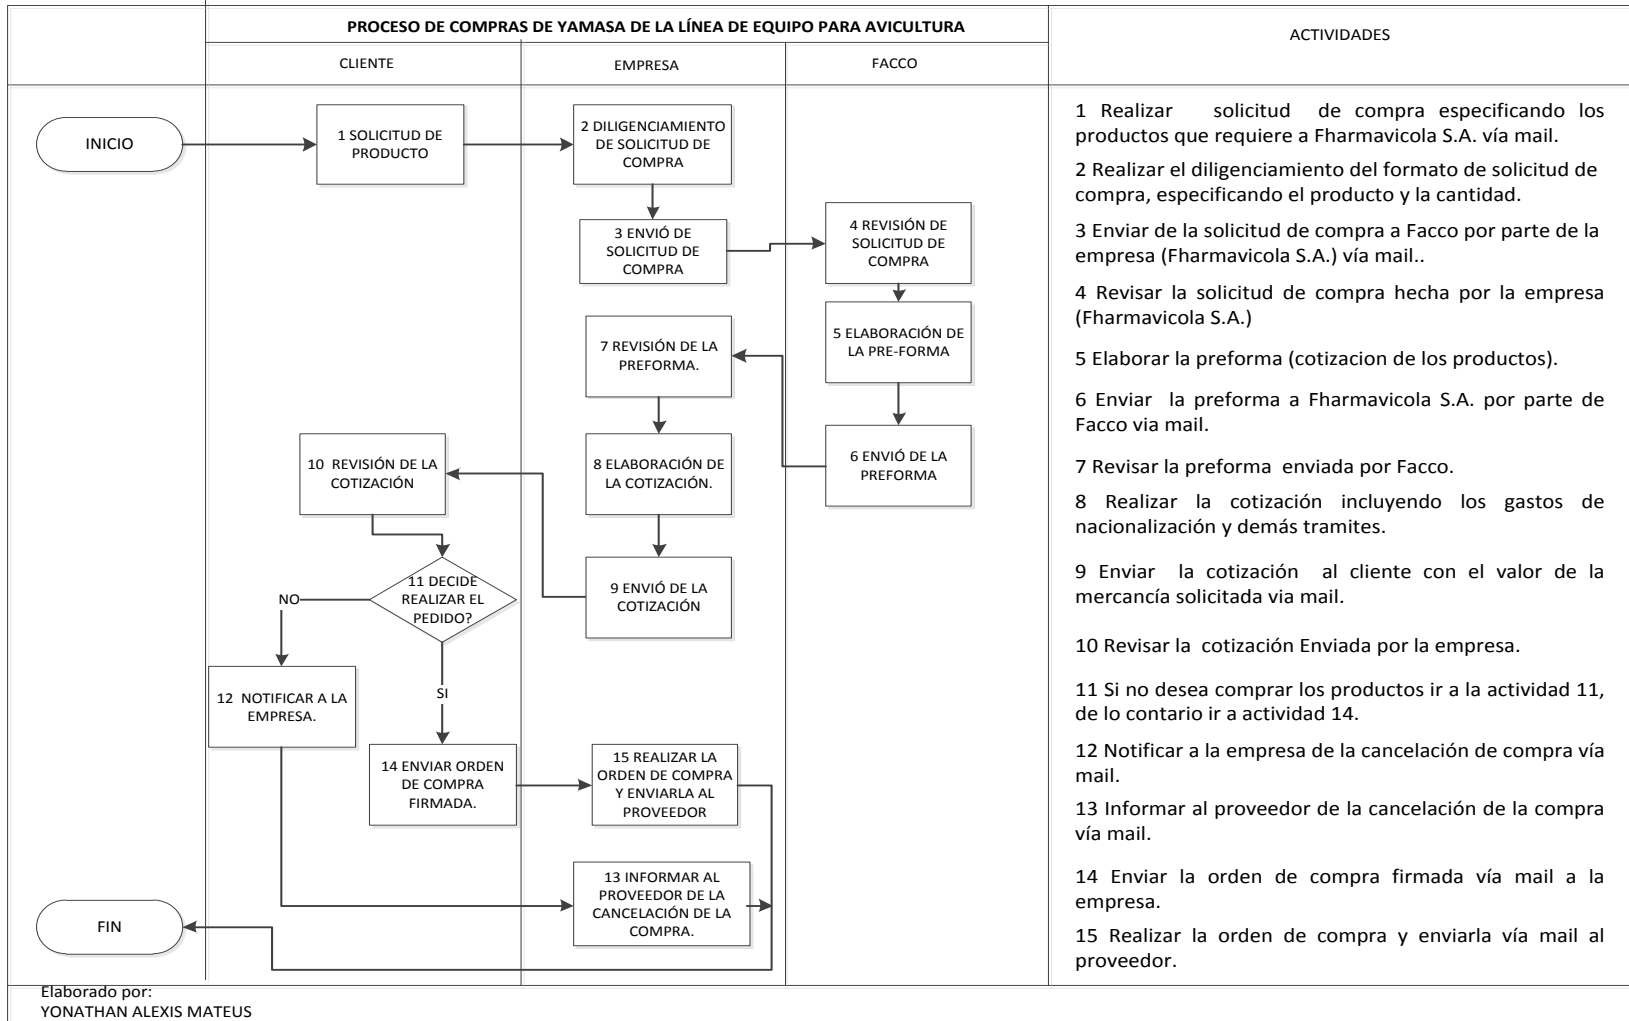 PROCESO DE COMPRAS DE YAMASA DE LA LÍNEA DE EQUIPO PARA AVICULTURA
ACTIVIDADES
CLIENTE
EMPRESA
FACCO
INICIO
1 SOLICITUD DE
PRODUCTO
2 DILIGENCIAMIENTO
DE SOLICITUD DE
COMPRA
3 ENVIÓ DE
SOLICITUD DE
COMPRA
4 REVISIÓN DE
SOLICITUD DE
COMPRA
5 ELABORACIÓN DE
LA PRE-FORMA
6 ENVIÓ DE LA
PREFORMA
7 REVISIÓN DE LA
PREFORMA.
8 ELABORACIÓN DE
LA COTIZACIÓN.
9 ENVIÓ DE LA
COTIZACIÓN
10 REVISIÓN DE LA
COTIZACIÓN
11 DECIDE
REALIZAR EL
PEDIDO?
NO
SI
12 NOTIFICAR A LA
EMPRESA.
14 ENVIAR ORDEN
DE COMPRA
FIRMADA.
15 REALIZAR LA
ORDEN DE COMPRA
Y ENVIARLA AL
PROVEEDOR
13 INFORMAR AL
PROVEEDOR DE LA
CANCELACIÓN DE LA
COMPRA.
FIN
1 Realizar solicitud de compra especificando los
productos que requiere a Fharmavicola S.A. vía mail.
2 Realizar el diligenciamiento del formato de solicitud de
compra, especificando el producto y la cantidad.
3 Enviar de la solicitud de compra a Facco por parte de la
empresa (Fharmavicola S.A.) vía mail..
4 Revisar la solicitud de compra hecha por la empresa
(Fharmavicola S.A.)
5 Elaborar la preforma (cotizacion de los productos).
6 Enviar la preforma a Fharmavicola S.A. por parte de
Facco via mail.
7 Revisar la preforma enviada por Facco.
8 Realizar la cotización incluyendo los gastos de
nacionalización y demás tramites.
9 Enviar la cotización al cliente con el valor de la
mercancía solicitada via mail.
10 Revisar la cotización Enviada por la empresa.
11 Si no desea comprar los productos ir a la actividad 11,
de lo contario ir a actividad 14.
12 Notificar a la empresa de la cancelación de compra vía
mail.
13 Informar al proveedor de la cancelación de la compra
vía mail.
14 Enviar la orden de compra firmada vía mail a la
empresa.
15 Realizar la orden de compra y enviarla vía mail al
proveedor.
Elaborado por:
YONATHAN ALEXIS MATEUS